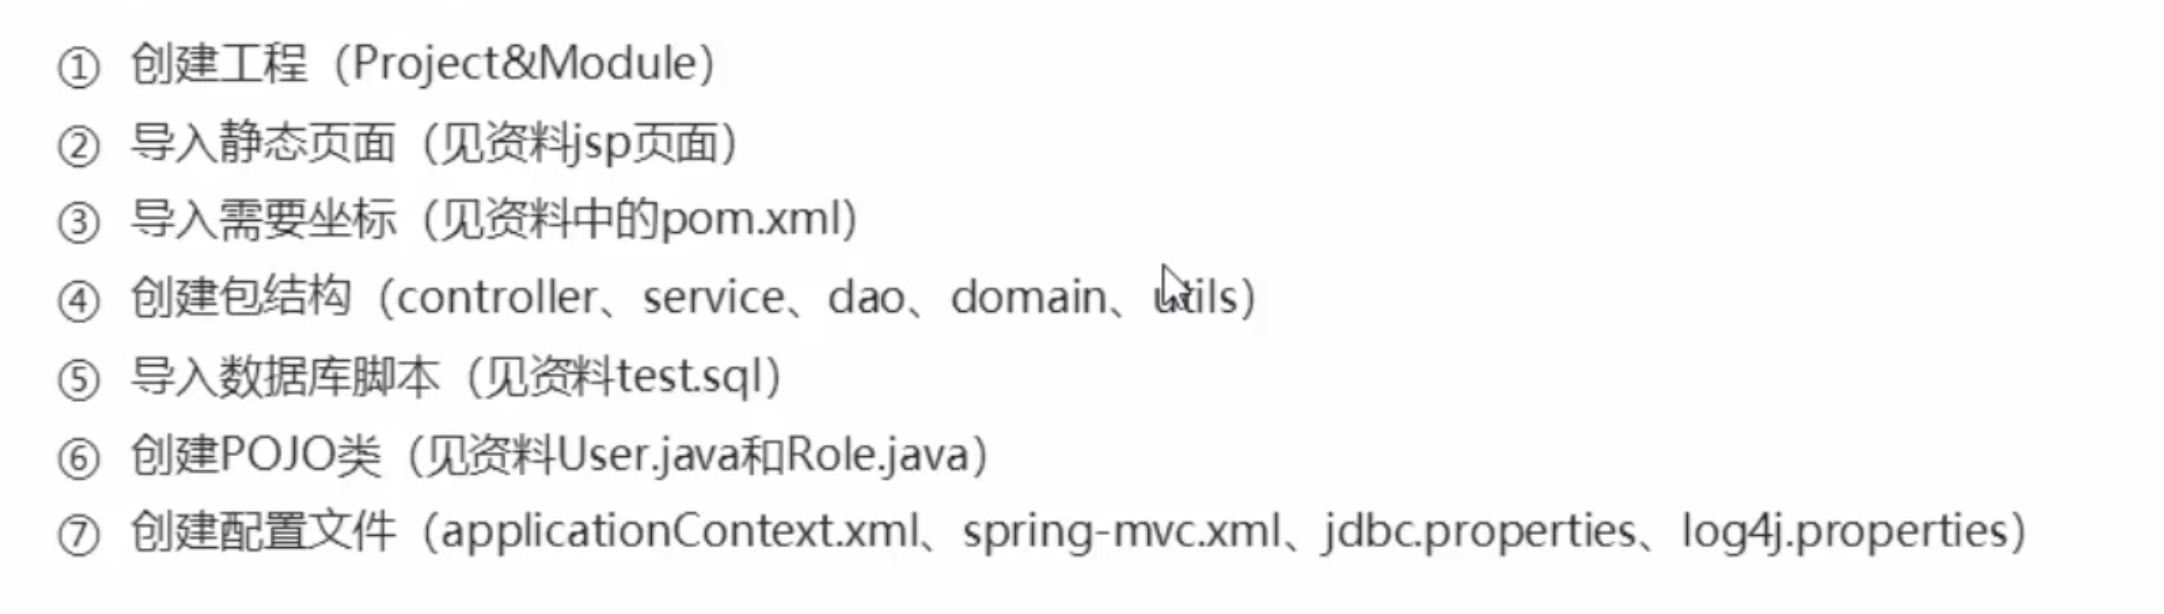 ① 创建工程（Project&Module）
② 导入静态页面（见资料jsp页面）
③ 导入需要坐标（见资料中的pom.xml）
④ 创建包结构（controller、service、dao、domain、utils）
⑤ 导入数据库脚本（见资料test.sql）
⑥ 创建POJO类（见资料User.java和Role.java）
⑦ 创建配置文件（applicationContext.xml、spring-mvc.xml、jdbc.properties、log4j.properties）